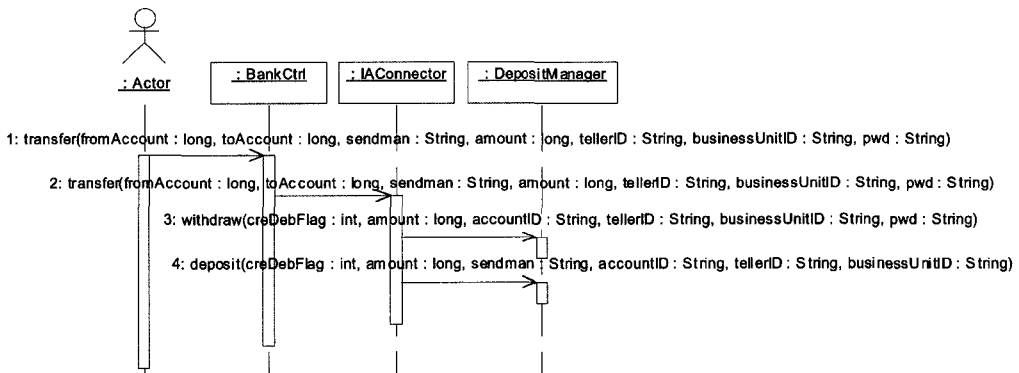 : Actor
: BankCtrl
: IAConnector
: DepositManager
1: transfer(fromAccount : long, toAccount : long, sendman : String, amount : long, tellerID : String, businessUnitID : String, pwd : String)
2: transfer(fromAccount : long, toAccount : long, sendman : String, amount : long, tellerID : String, businessUnitID : String, pwd : String)
3: withdraw(creDebFlag : int, amount : long, accountID : String, tellerID : String, businessUnitID : String, pwd : String)
4: deposit(creDebFlag : int, amount : long, sendman : String, accountID : String, tellerID : String, businessUnitID : String)